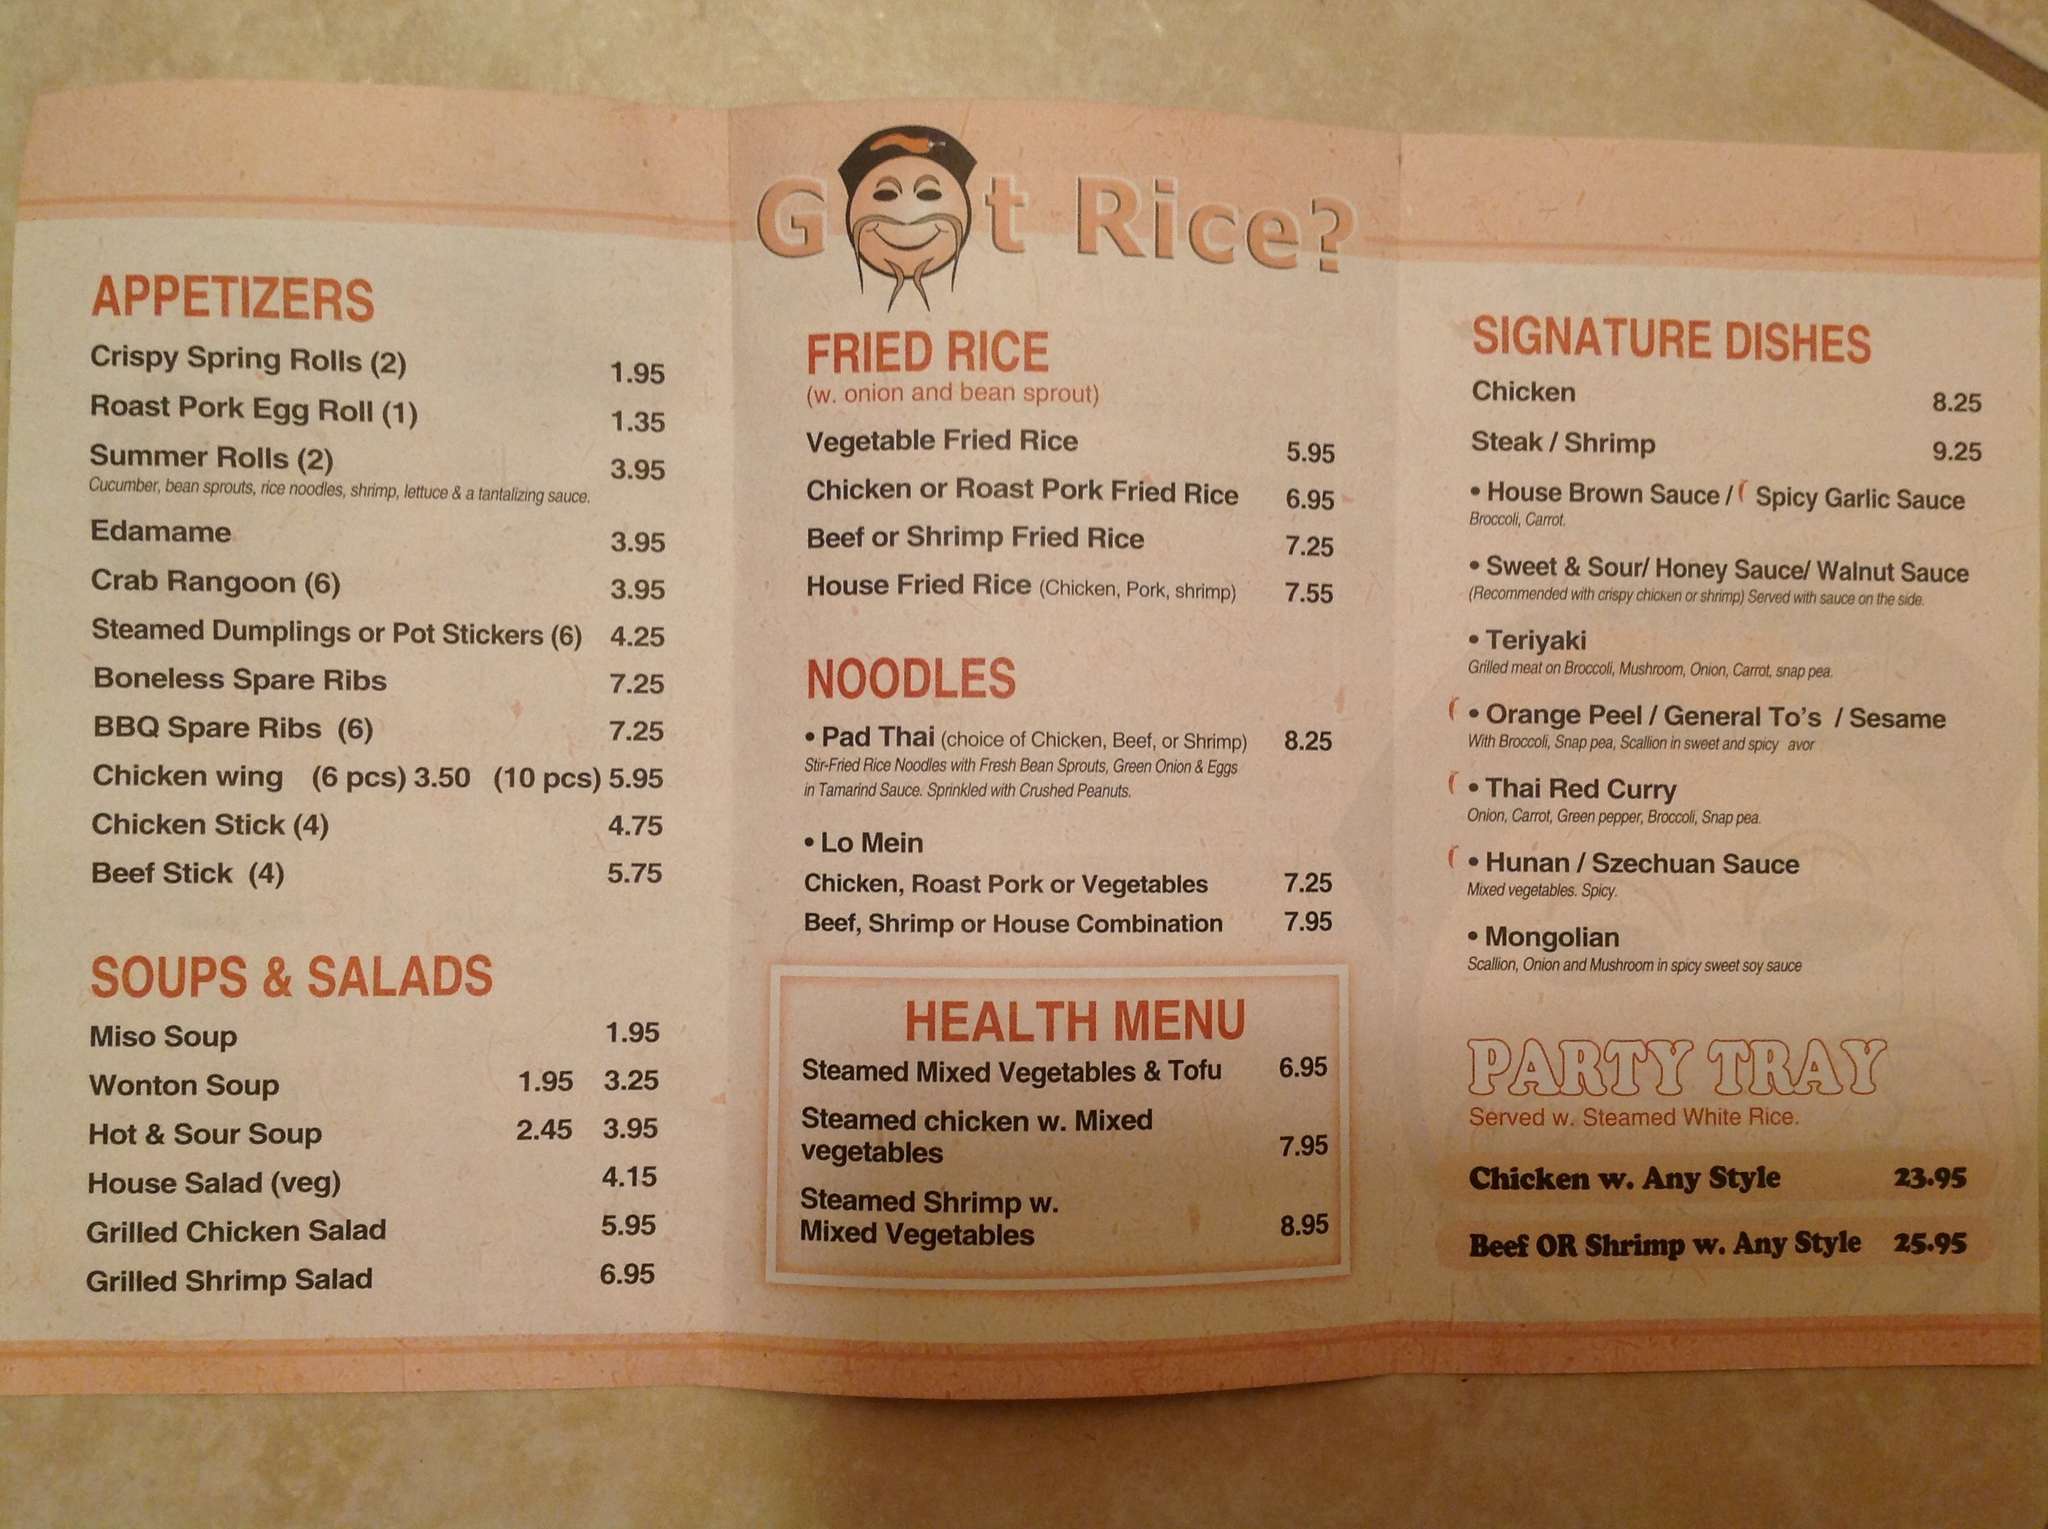 Got Rice?
APPETIZERS
Crispy Spring Rolls (2) 1.95
Roast Pork Egg Roll (1) 1.35
Summer Rolls (2) 3.95
Cucumber, bean sprouts, rice noodles, shrimp, lettuce & a tantalizing sauce.
Edamame 3.95
Crab Rangoon (6) 3.95
Steamed Dumplings or Pot Stickers (6) 4.25
Boneless Spare Ribs 7.25
BBQ Spare Ribs (6) 7.25
Chicken wing (6 pcs) 3.50 (10 pcs) 5.95
Chicken Stick (4) 4.75
Beef Stick (4) 5.75
SOUPS & SALADS
Miso Soup 1.95
Wonton Soup 1.95 3.25
Hot & Sour Soup 2.45 3.95
House Salad (veg) 4.15
Grilled Chicken Salad 5.95
Grilled Shrimp Salad 6.95
FRIED RICE
(w. onion and bean sprout)
Vegetable Fried Rice 5.95
Chicken or Roast Pork Fried Rice 6.95
Beef or Shrimp Fried Rice 7.25
House Fried Rice (Chicken, Pork, shrimp) 7.55
NOODLES
• Pad Thai (choice of Chicken, Beef, or Shrimp) 8.25
Stir-Fried Rice Noodles with Fresh Bean Sprouts, Green Onion & Eggs
in Tamarind Sauce. Sprinkled with Crushed Peanuts.
• Lo Mein
Chicken, Roast Pork or Vegetables 7.25
Beef, Shrimp or House Combination 7.95
HEALTH MENU
Steamed Mixed Vegetables & Tofu 6.95
Steamed chicken w. Mixed
vegetables 7.95
Steamed Shrimp w.
Mixed Vegetables 8.95
SIGNATURE DISHES
Chicken 8.25
Steak / Shrimp 9.25
• House Brown Sauce / Spicy Garlic Sauce
Broccoli, Carrot.
• Sweet & Sour/ Honey Sauce/ Walnut Sauce
(Recommended with crispy chicken or shrimp) Served with sauce on the side.
• Teriyaki
Grilled meat on Broccoli, Mushroom, Onion, Carrot, snap pea.
• Orange Peel / General To's / Sesame
With Broccoli, Snap pea, Scallion in sweet and spicy avor
• Thai Red Curry
Onion, Carrot, Green pepper, Broccoli, Snap pea.
• Hunan / Szechuan Sauce
Mixed vegetables. Spicy.
• Mongolian
Scallion, Onion and Mushroom in spicy sweet soy sauce
PARTY TRAY
Served w. Steamed White Rice.
Chicken w. Any Style 23.95
Beef OR Shrimp w. Any Style 25.95